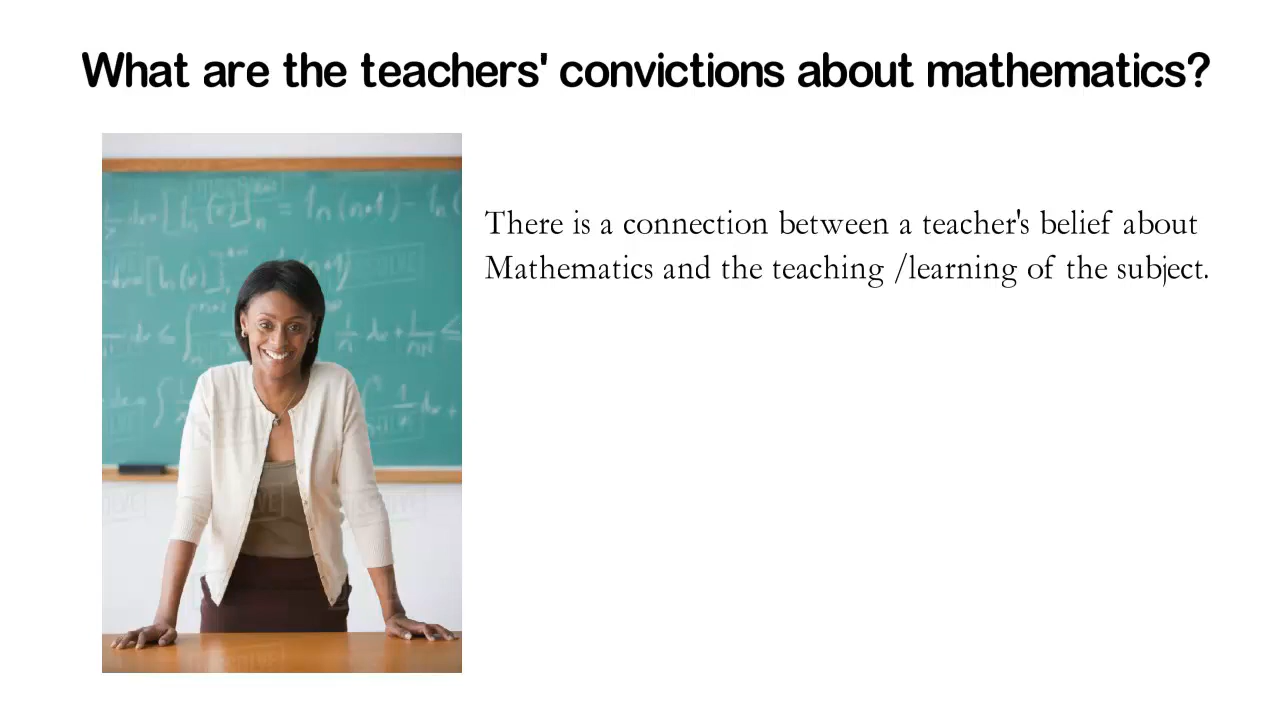 What are the teachers' convictions about mathematics?
There is a connection between a teacher's belief about
Mathematics and the teaching /learning of the subject.